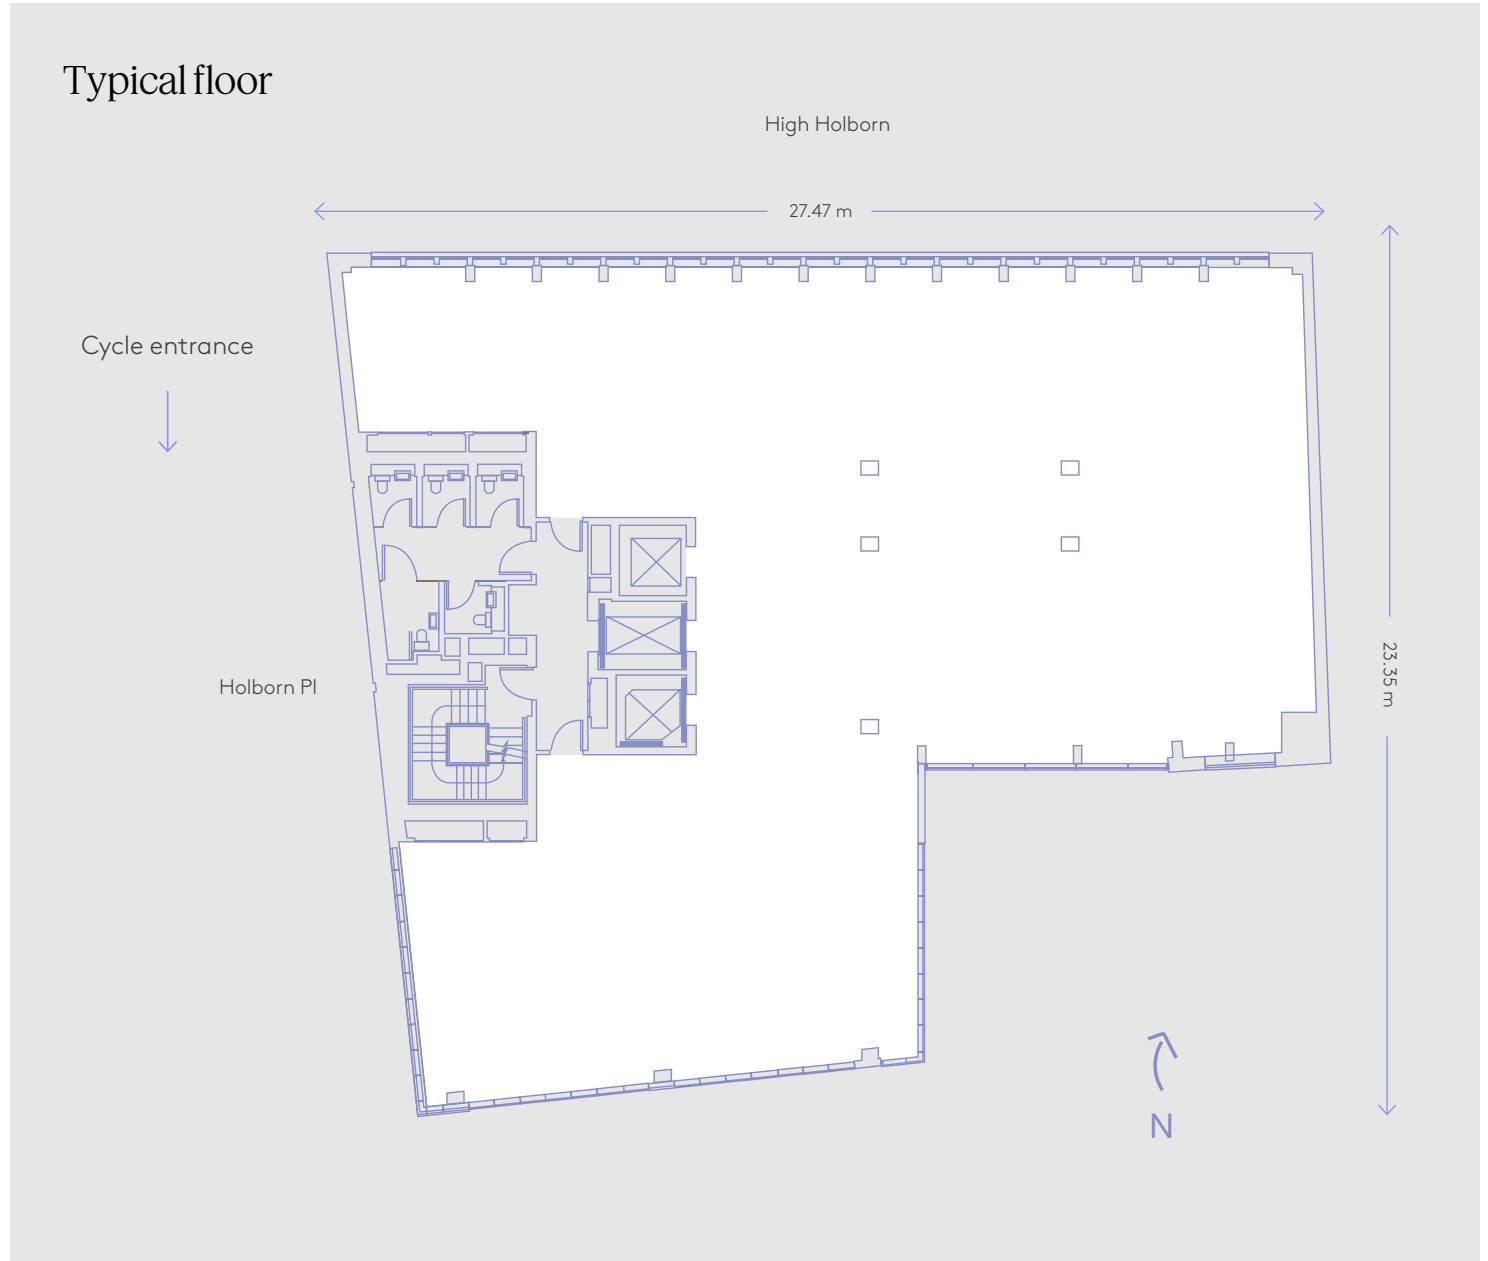 Typical floor
High Holborn
27.47 m
Cycle entrance
23.35 m
Holborn Pl
N